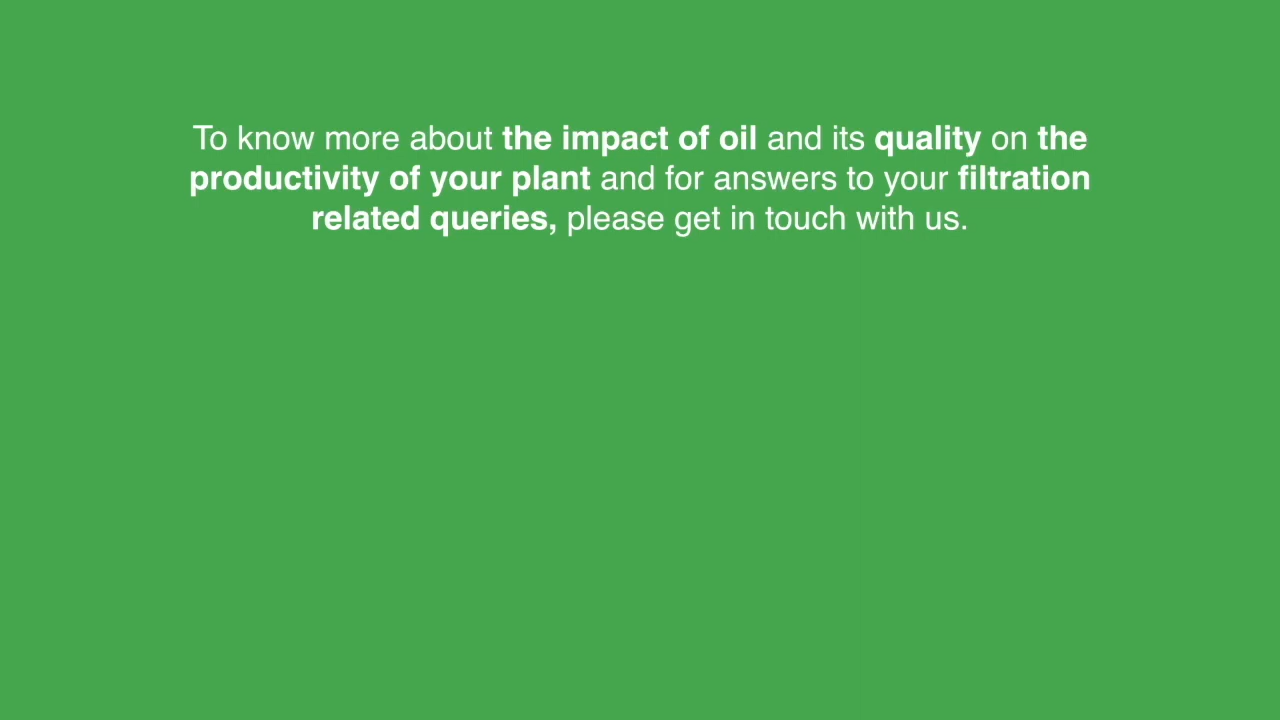 To know more about the impact of oil and its quality on the
productivity of your plant and for answers to your filtration
related queries, please get in touch with us.